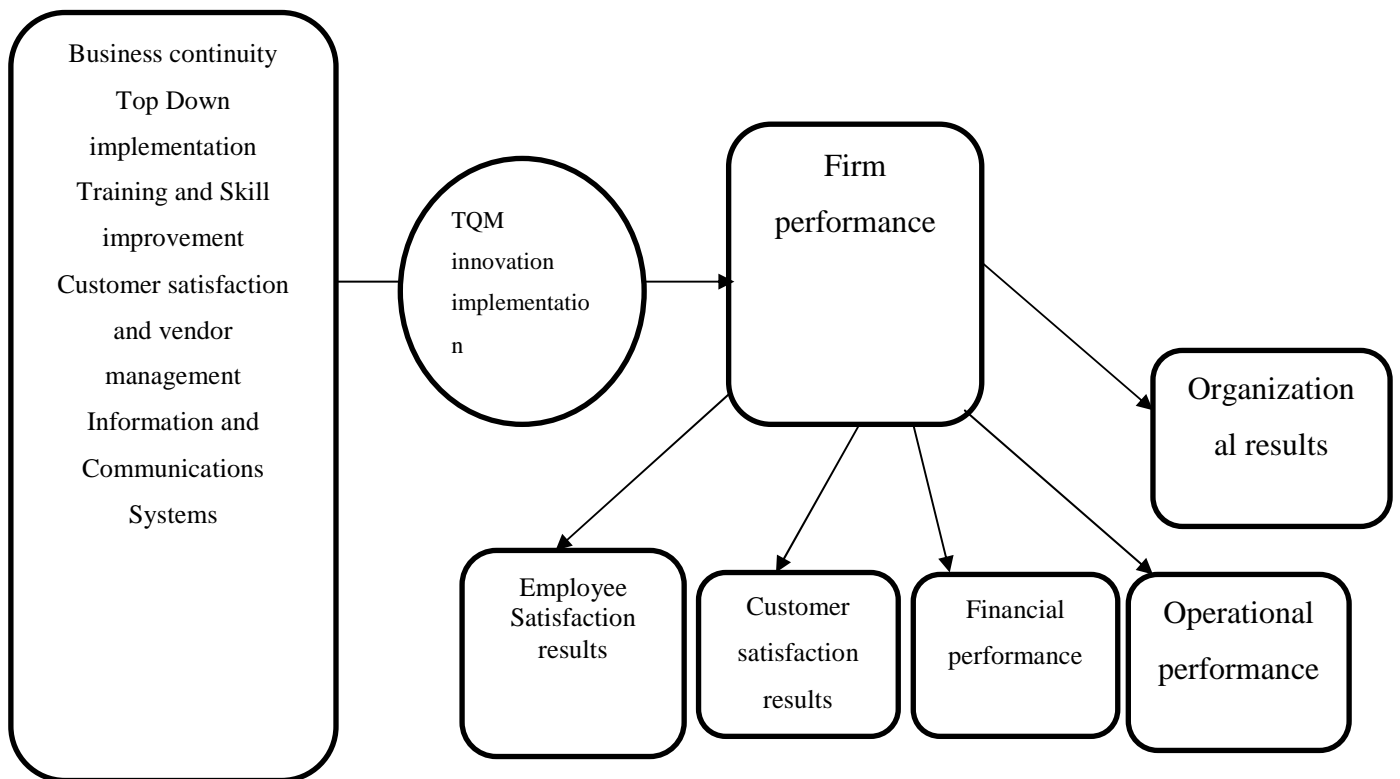 Business continuity
Top Down
implementation
Training and Skill
improvement
Customer satisfaction
and vendor
management
Information and
Communications
Systems
TQM
innovation
implementatio
n
Firm
performance
Organization
al results
Employee
Satisfaction
results
Customer
satisfaction
results
Financial
performance
Operational
performance